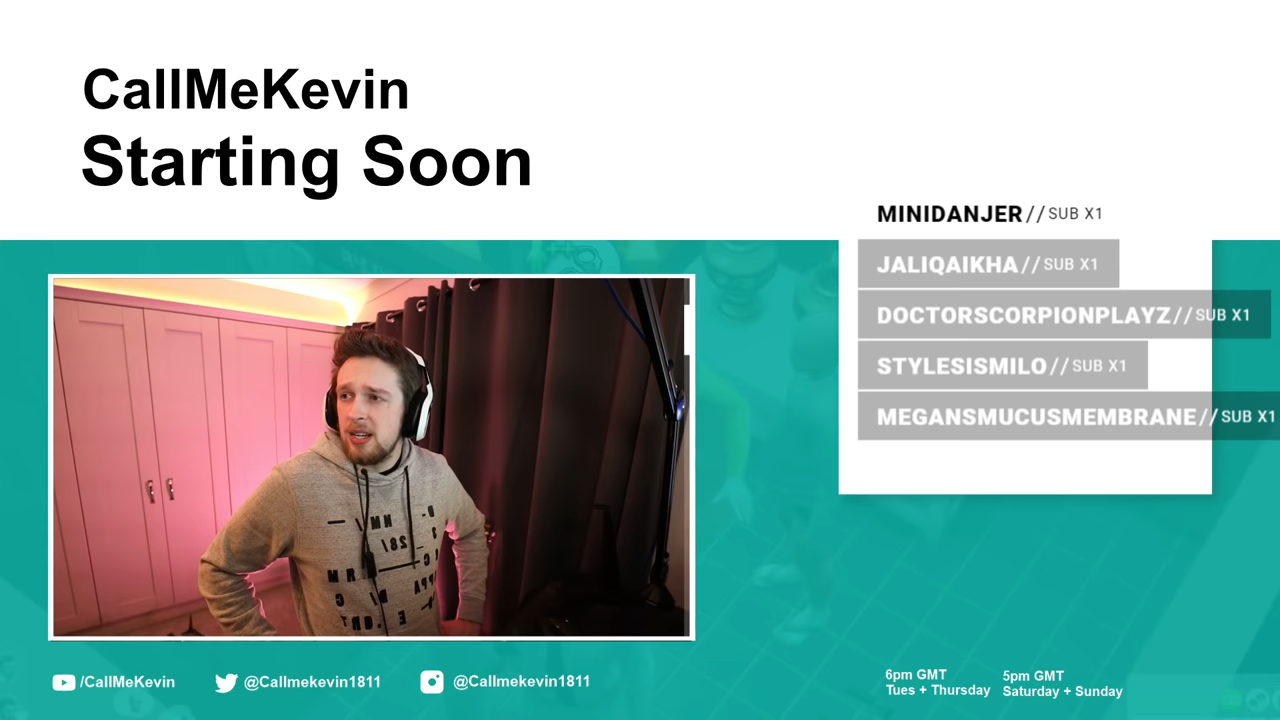 CallMeKevin
Starting Soon
MINIDANJER // SUB X1
JALIQAIKHA // SUB X1
DOCTORSCORPIONPLAYZ // SUB X1
STYLESISMILO // SUB X1
MEGANSMUCUSMEMBRANE // SUB X1
/CallMeKevin
@Callmekevin1811
@Callmekevin1811
6pm GMT
Tues + Thursday
5pm GMT
Saturday + Sunday